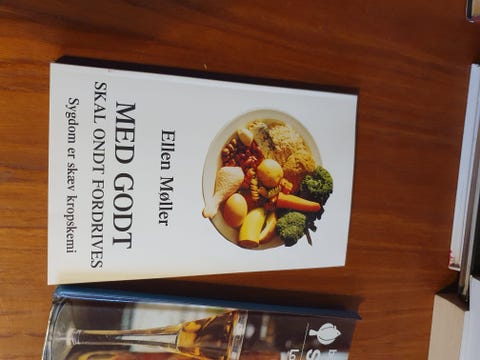 Ellen Møller
MED GODT
SKAL ONDT FORDRIVES
Sygdom er skæv kropskemi